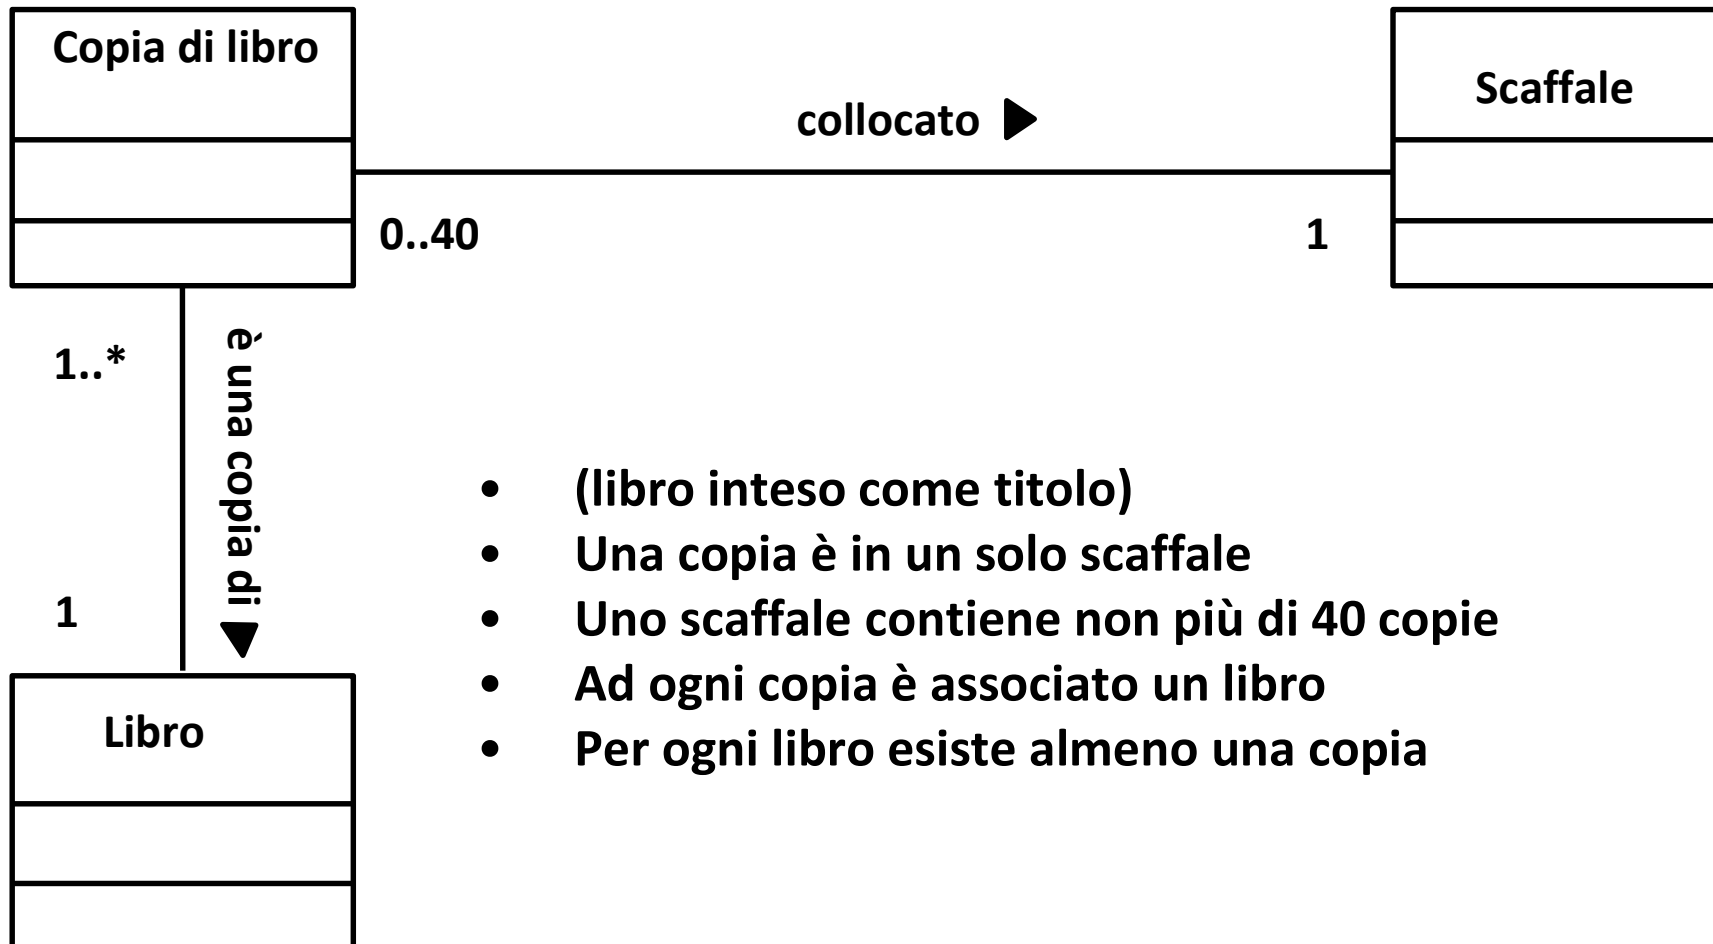 Copia di libro
Scaffale
collocato
0..40
1
1..*
è una copia di
1
Libro
• (libro inteso come titolo)
• Una copia è in un solo scaffale
• Uno scaffale contiene non più di 40 copie
• Ad ogni copia è associato un libro
• Per ogni libro esiste almeno una copia